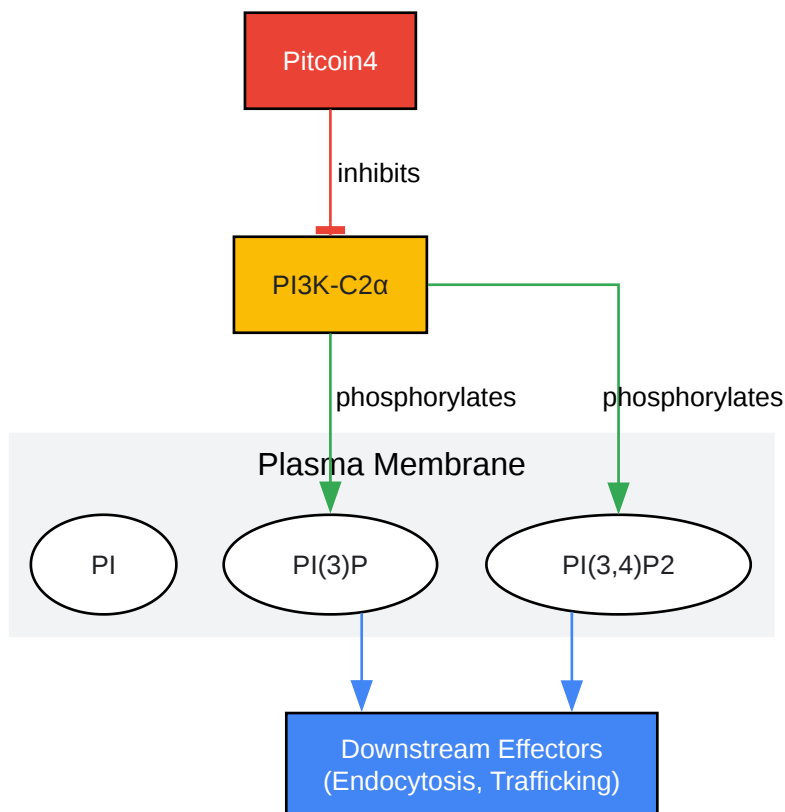 Pitcoin4
inhibits
PI3K-C2α
phosphorylates
phosphorylates
Plasma Membrane
PI
PI(3)P
PI(3,4)P2
Downstream Effectors
(Endocytosis, Trafficking)